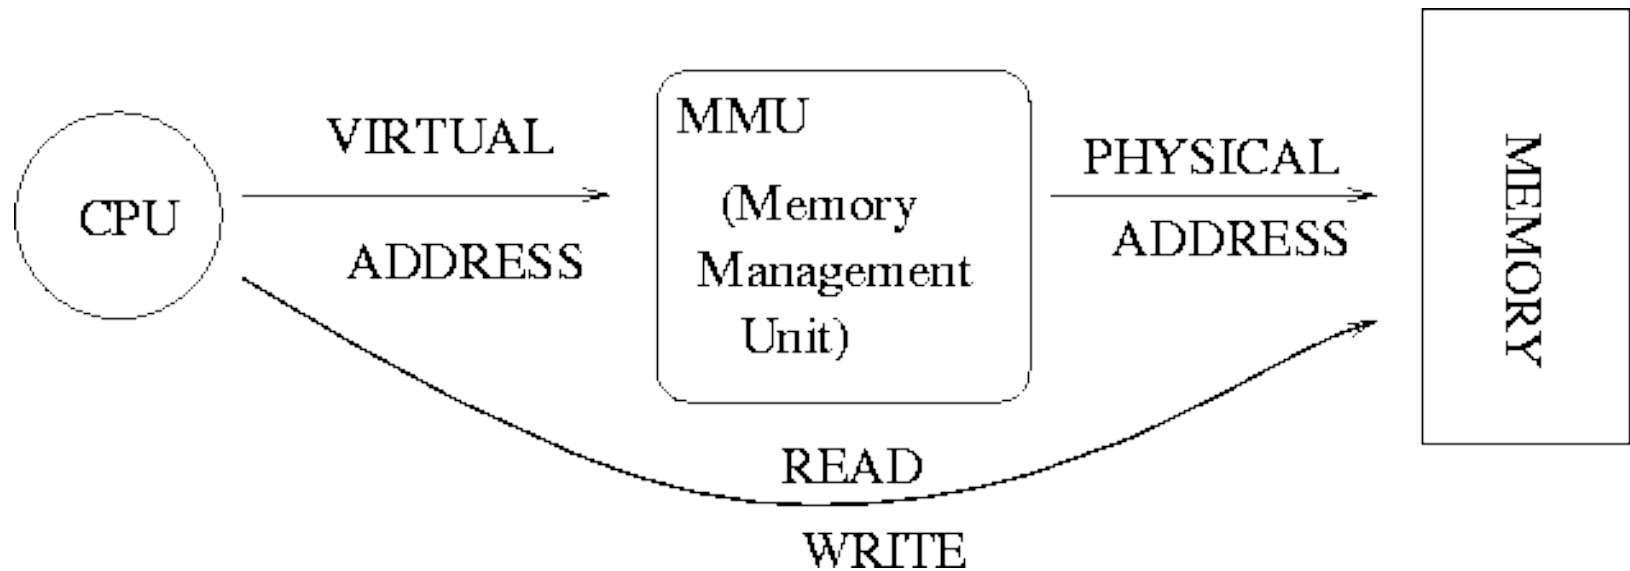 CPU
VIRTUAL
ADDRESS
MMU
(Memory
Management
Unit)
PHYSICAL
ADDRESS
MEMORY
READ
WRITE